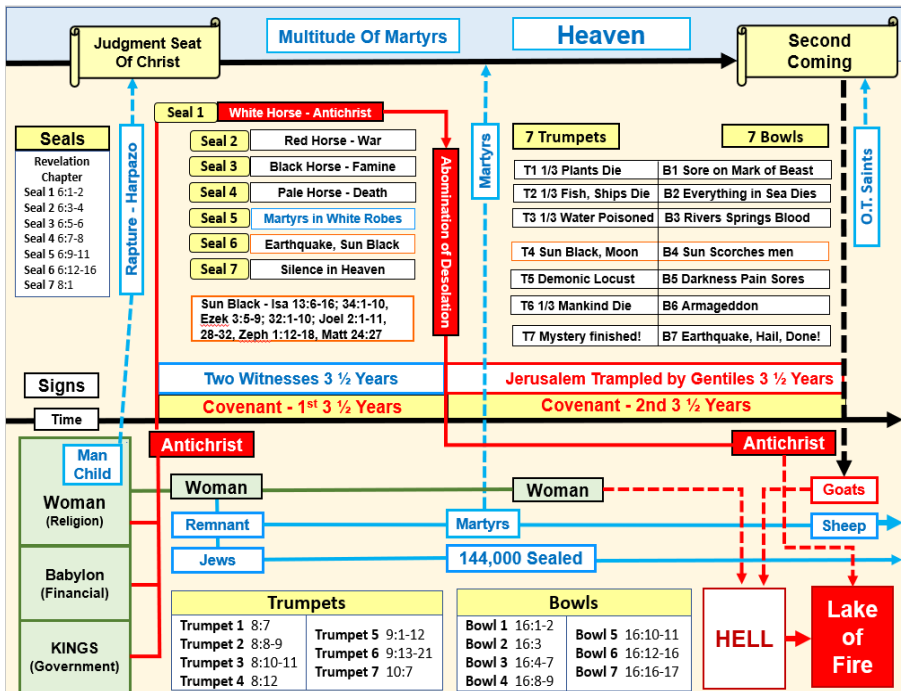 Judgment Seat
Of Christ
Multitude Of Martyrs
Heaven
Second
Coming
Seals
Revelation
Chapter
Seal 1 6:1-2
Seal 2 6:3-4
Seal 3 6:5-6
Seal 4 6:7-8
Seal 5 6:9-11
Seal 6 6:12-16
Seal 7 8:1
Rapture - Harpazo
Seal 1 White Horse - Antichrist
Seal 2 Red Horse - War
Seal 3 Black Horse - Famine
Seal 4 Pale Horse - Death
Seal 5 Martyrs in White Robes
Seal 6 Earthquake, Sun Black
Seal 7 Silence in Heaven
Sun Black - Isa 13:6-16; 34:1-10,
Ezek 3:5-9; 32:1-10; Joel 2:1-11,
28-32, Zeph 1:12-18, Matt 24:27
Abomination of Desolation
Martyrs
7 Trumpets 7 Bowls
T1 1/3 Plants Die B1 Sore on Mark of Beast
T2 1/3 Fish, Ships Die B2 Everything in Sea Dies
T3 1/3 Water Poisoned B3 Rivers Springs Blood
T4 Sun Black, Moon B4 Sun Scorches men
T5 Demonic Locust B5 Darkness Pain Sores
T6 1/3 Mankind Die B6 Armageddon
T7 Mystery finished! B7 Earthquake, Hail, Done!
O.T. Saints
Signs
Two Witnesses 3 ½ Years
Jerusalem Trampled by Gentiles 3 ½ Years
Time
Covenant - 1st 3 ½ Years
Covenant - 2nd 3 ½ Years
Man
Child
Antichrist
Antichrist
Woman
(Religion)
Woman
Woman
Goats
Remnant
Martyrs
Sheep
Jews
144,000 Sealed
Babylon
(Financial)
KINGS
(Government)
Trumpets
Trumpet 1 8:7
Trumpet 2 8:8-9
Trumpet 3 8:10-11
Trumpet 4 8:12
Trumpet 5 9:1-12
Trumpet 6 9:13-21
Trumpet 7 10:7
Bowls
Bowl 1 16:1-2
Bowl 2 16:3
Bowl 3 16:4-7
Bowl 4 16:8-9
Bowl 5 16:10-11
Bowl 6 16:12-16
Bowl 7 16:16-17
HELL
Lake
of
Fire